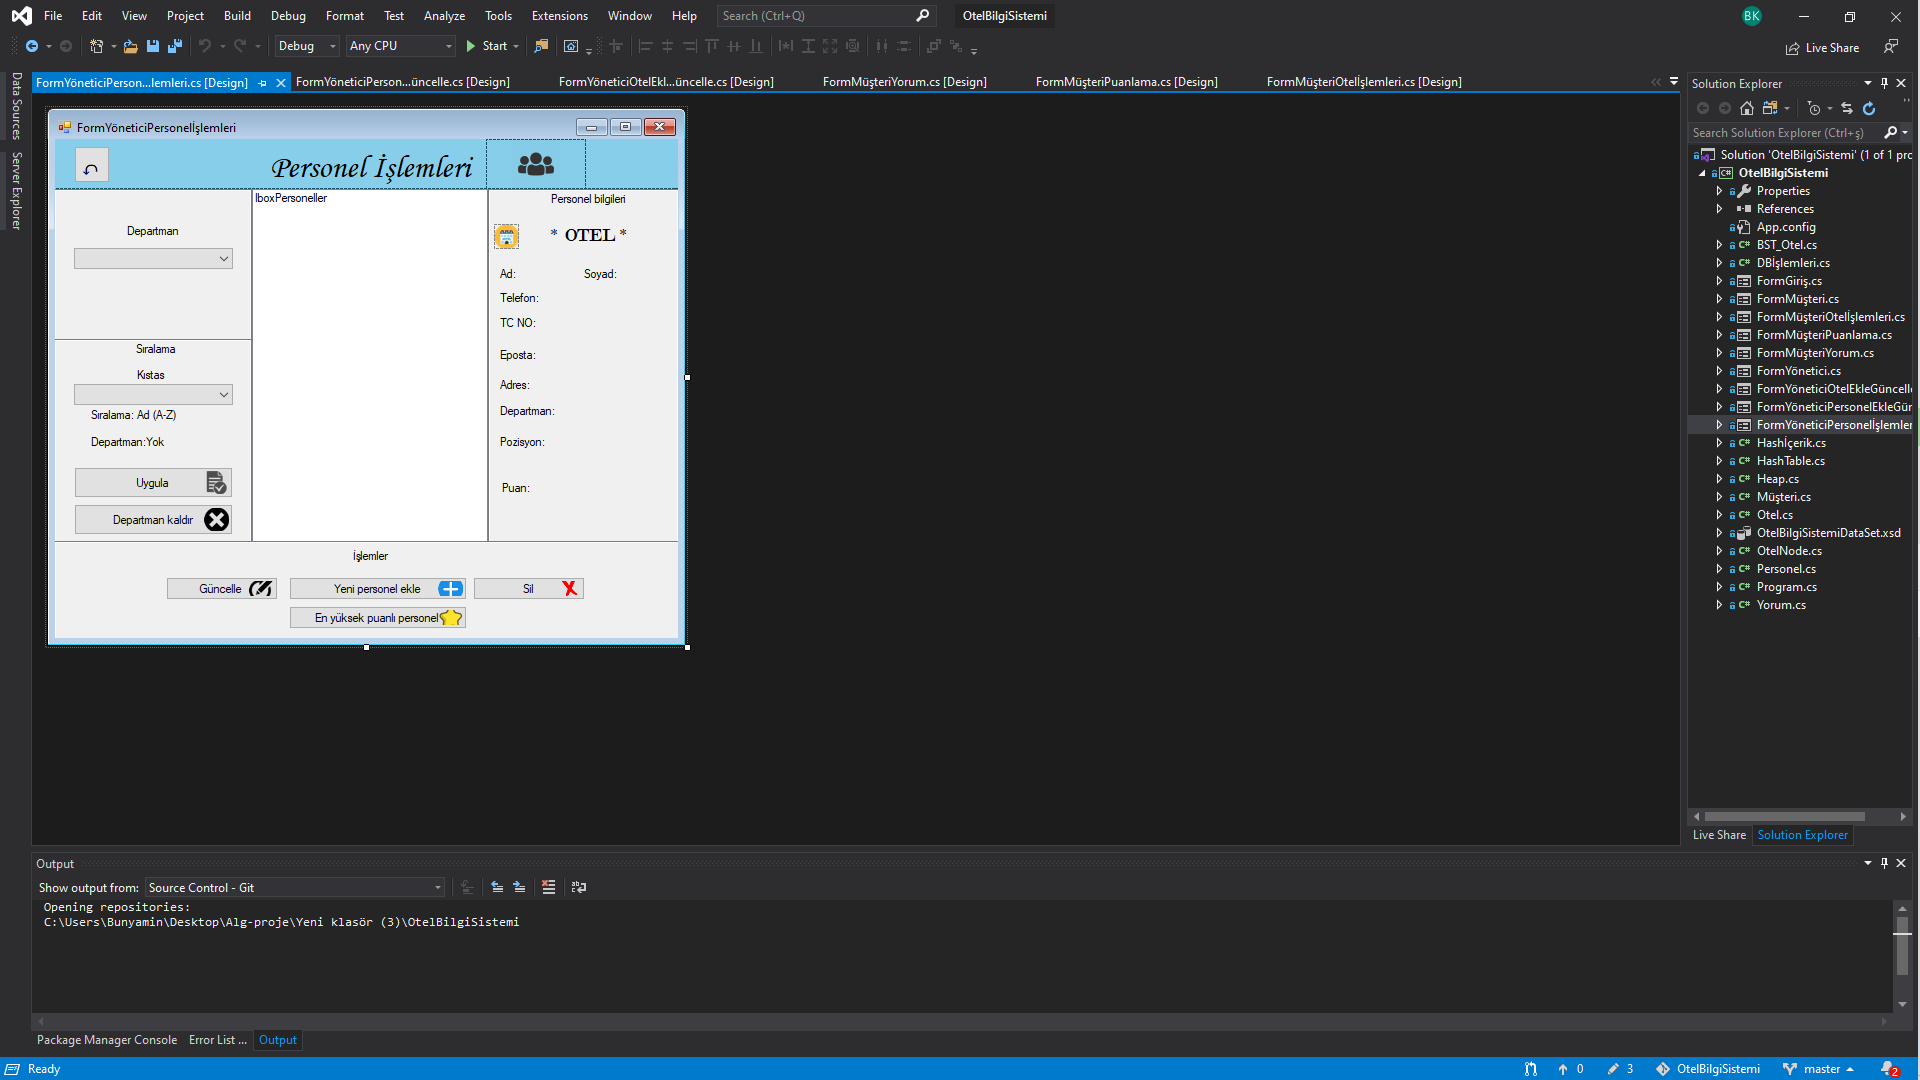 File Edit View Project Build Debug Format Test Analyze Tools Extensions Window Help Search (Ctrl+Q) OtelBilgiSistemi BK
Debug Any CPU Start Live Share
Data Sources
Server Explorer
FormYöneticiPerson...lemleri.cs [Design] FormYöneticiPerson...üncelle.cs [Design] FormYöneticiOtelEkl...üncelle.cs [Design] FormMüşteriYorum.cs [Design] FormMüşteriPuanlama.cs [Design] FormMüşteriOtelİşlemleri.cs [Design]
FormYöneticiPersonelİşlemleri
Personel İşlemleri
Departman
Sıralama
Kıstas
Sıralama: Ad (A-Z)
Departman:Yok
Uygula
Departman kaldır
lboxPersoneller
Personel bilgileri
* OTEL *
Ad: Soyad:
Telefon:
TC NO:
Eposta:
Adres:
Departman:
Pozisyon:
Puan:
İşlemler
Güncelle Yeni personel ekle Sil
En yüksek puanlı personel
Solution Explorer
Search Solution Explorer (Ctrl+ş)
Solution 'OtelBilgiSistemi' (1 of 1 pro
OtelBilgiSistemi
Properties
References
App.config
BST_Otel.cs
DBİşlemleri.cs
FormGiriş.cs
FormMüşteri.cs
FormMüşteriOtelİşlemleri.cs
FormMüşteriPuanlama.cs
FormMüşteriYorum.cs
FormYönetici.cs
FormYöneticiOtelEkleGüncelle
FormYöneticiPersonelEkleGün
FormYöneticiPersonelİşlemler
Hashİçerik.cs
HashTable.cs
Heap.cs
Müşteri.cs
Otel.cs
OtelBilgiSistemiDataSet.xsd
OtelNode.cs
Personel.cs
Program.cs
Yorum.cs
Live Share Solution Explorer
Output
Show output from: Source Control - Git
Opening repositories:
C:\Users\Bunyamin\Desktop\Alg-proje\Yeni klasör (3)\OtelBilgiSistemi
Package Manager Console Error List ... Output
Ready 0 3 OtelBilgiSistemi master 2